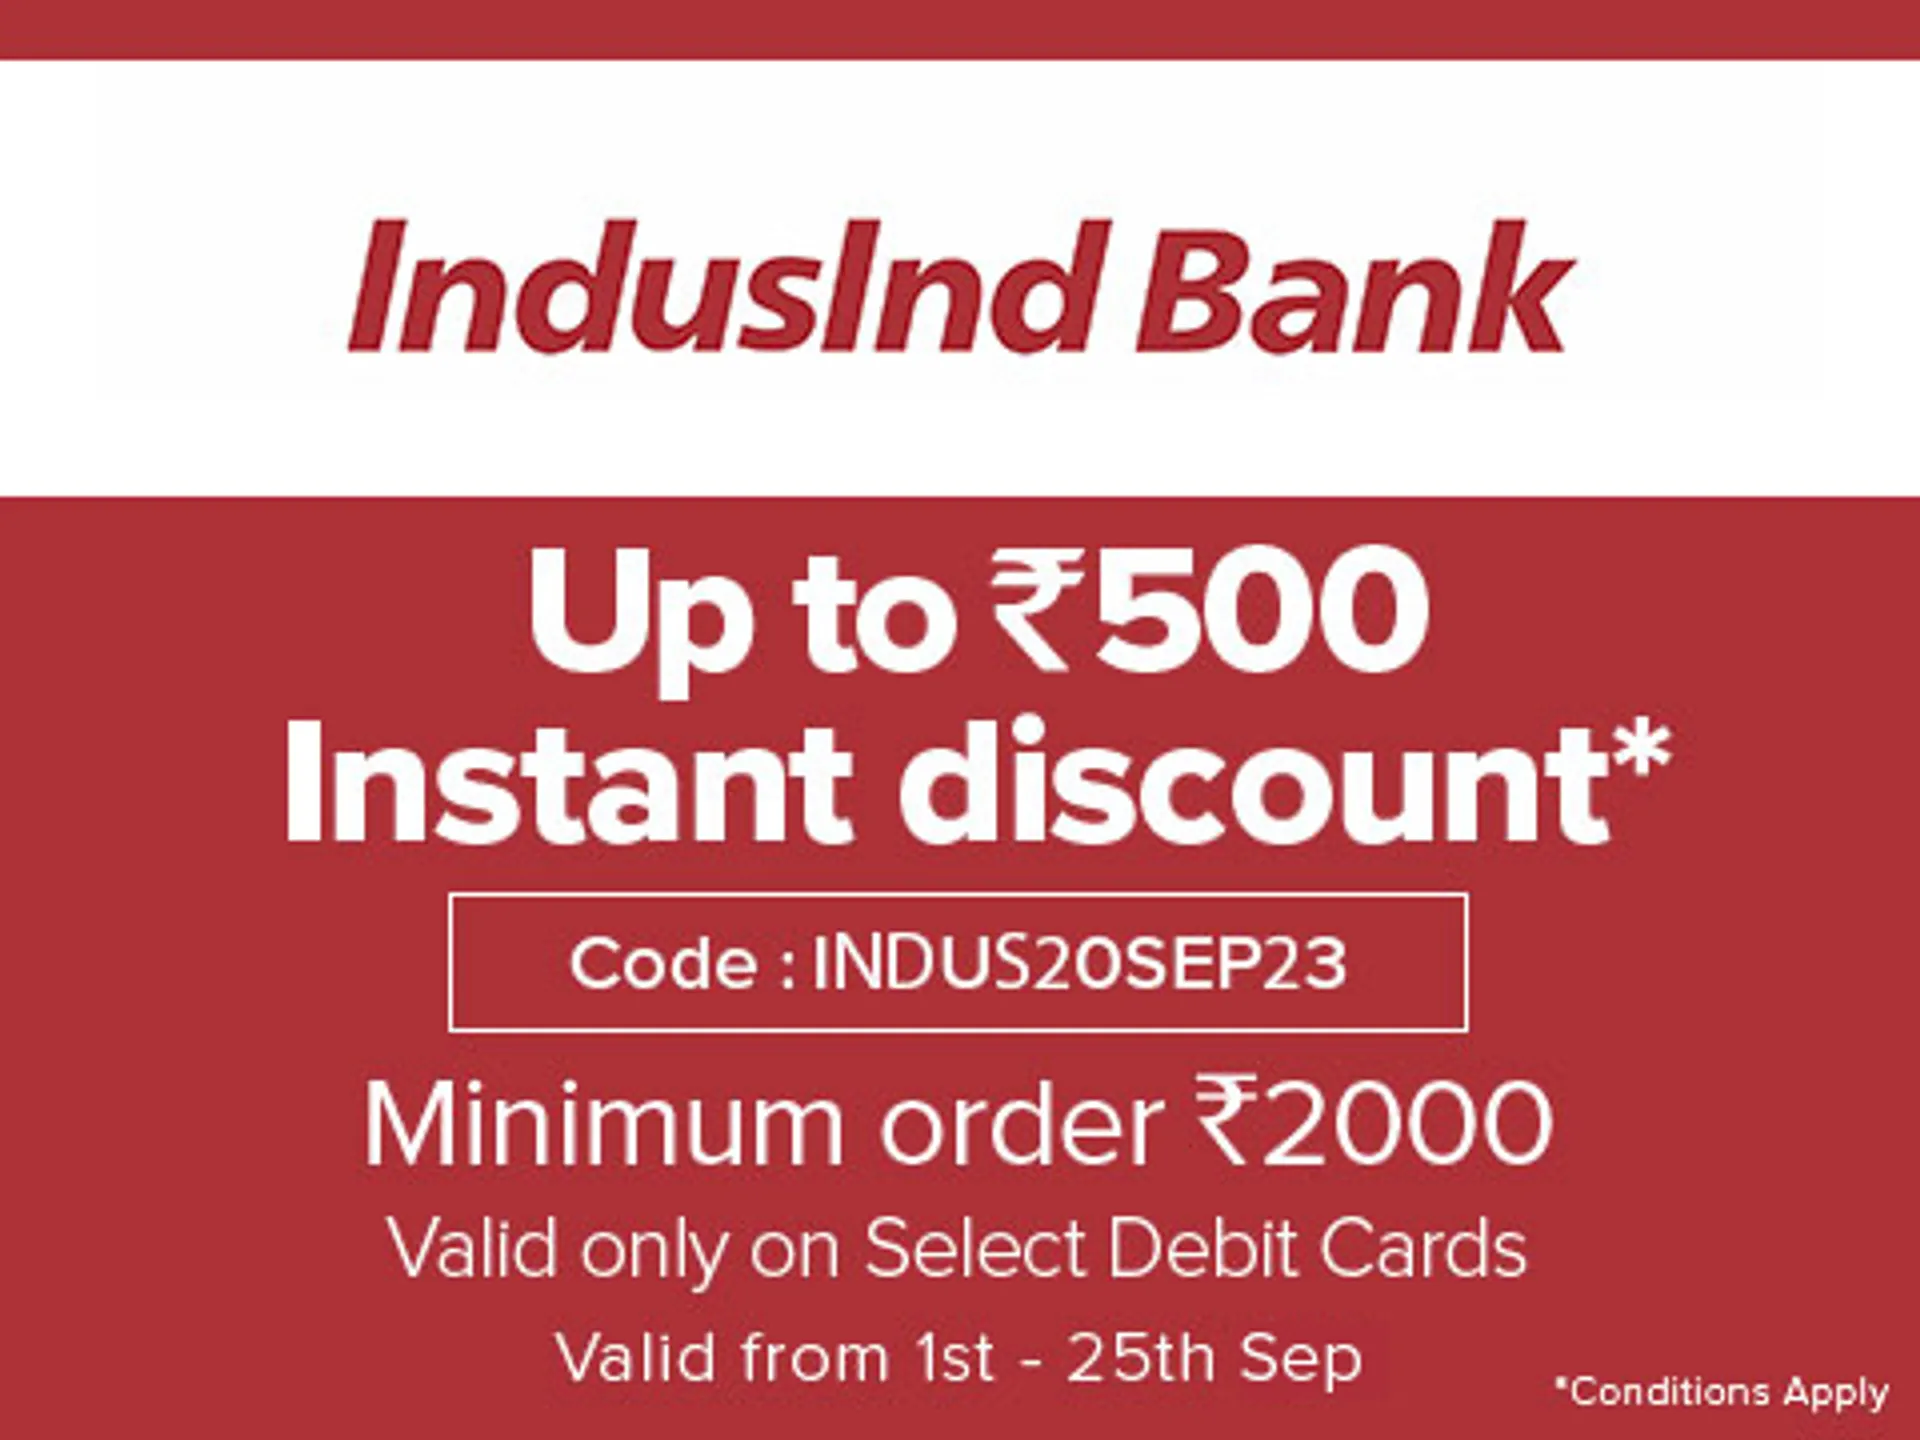 IndusInd Bank
Up to ₹500
Instant discount*
Code : INDUS20SEP23
Minimum order ₹2000
Valid only on Select Debit Cards
Valid from 1st - 25th Sep
*Conditions Apply